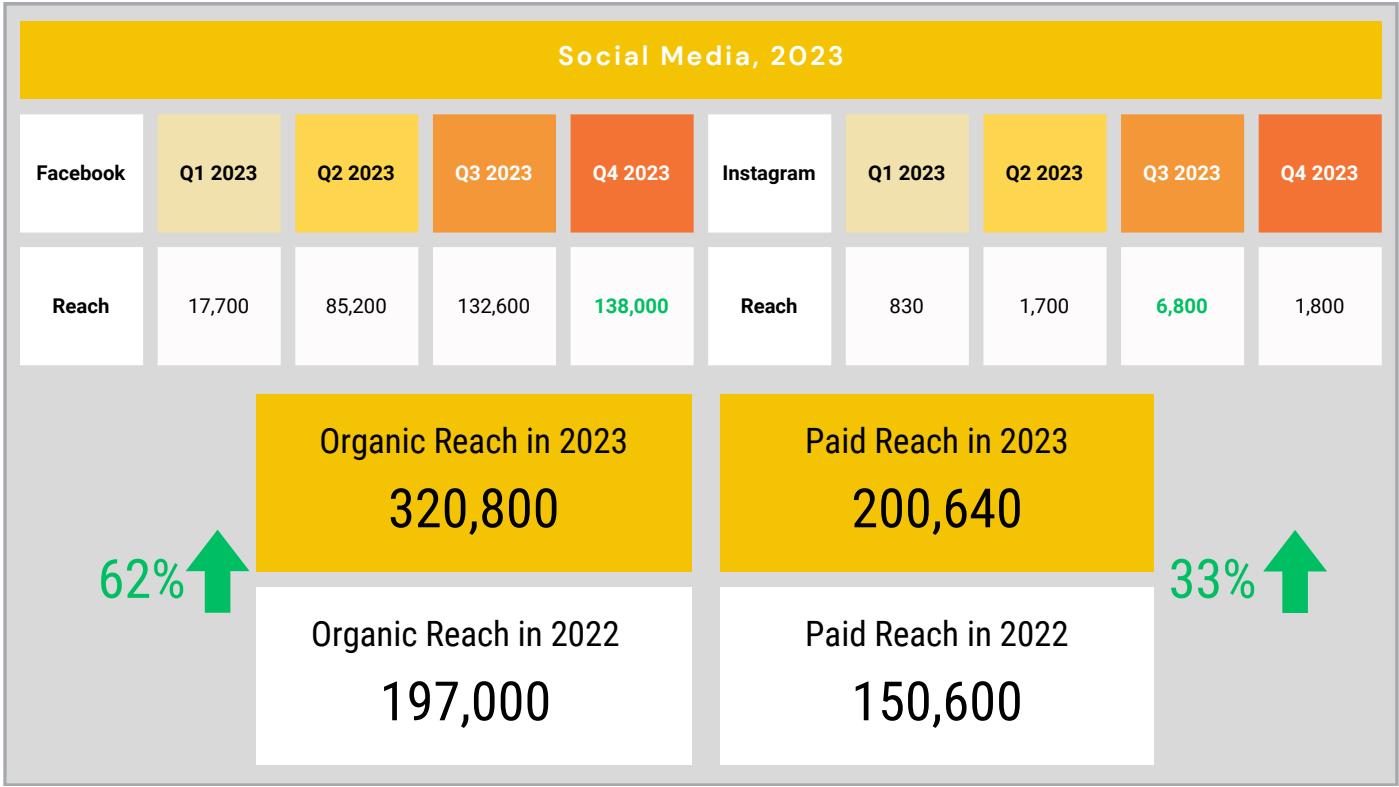 Social Media, 2023
Facebook Q1 2023 Q2 2023 Q3 2023 Q4 2023 Instagram Q1 2023 Q2 2023 Q3 2023 Q4 2023
Reach 17,700 85,200 132,600 138,000 Reach 830 1,700 6,800 1,800
Organic Reach in 2023
320,800
Paid Reach in 2023
200,640
62%
33%
Organic Reach in 2022
197,000
Paid Reach in 2022
150,600